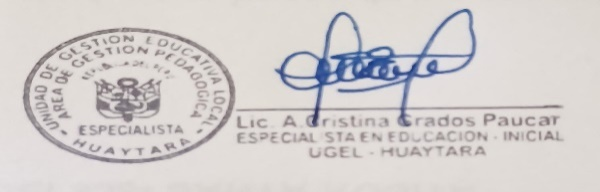 UNIDAD DE GESTION EDUCATIVA LOCAL
AREA DE GESTION PEDAGOGICA
ESPECIALISTA
HUAYTARA
Lic. A. Cristina Grados Paucar
ESPECIALISTA EN EDUCACION - INICIAL
UGEL - HUAYTARA